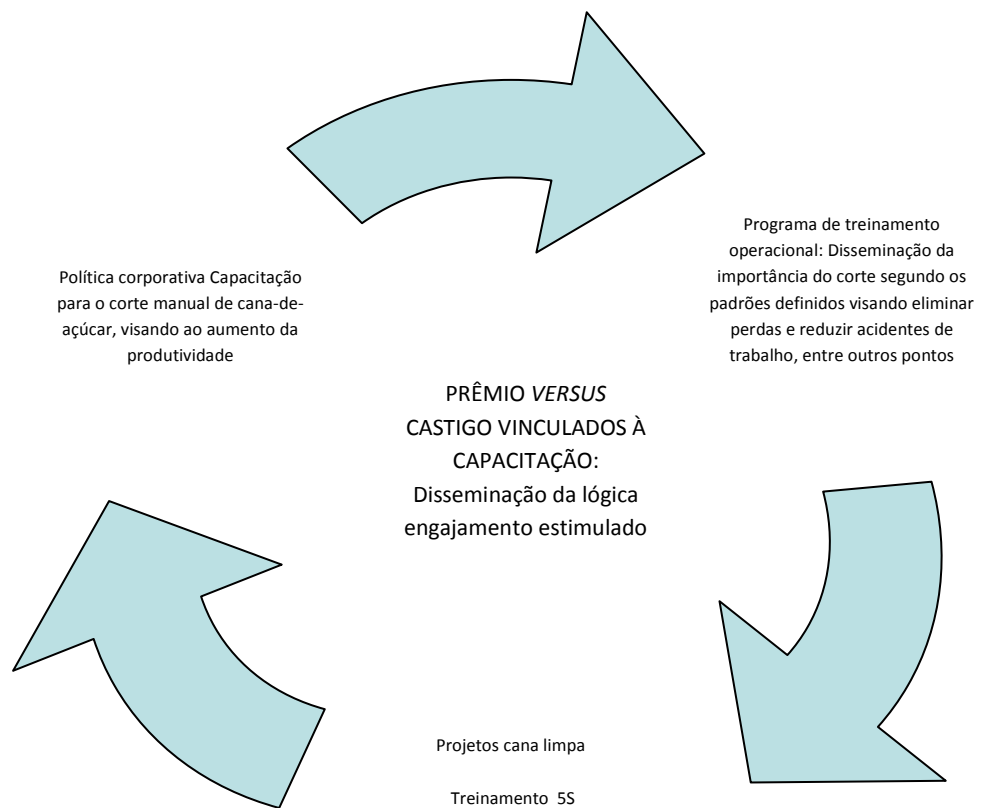 Política corporativa Capacitação
para o corte manual de cana-de-
açúcar, visando ao aumento da
produtividade
Programa de treinamento
operacional: Disseminação da
importância do corte segundo os
padrões definidos visando eliminar
perdas e reduzir acidentes de
trabalho, entre outros pontos
PRÊMIO VERSUS
CASTIGO VINCULADOS À
CAPACITAÇÃO:
Disseminação da lógica
engajamento estimulado
Projetos cana limpa
Treinamento 5S